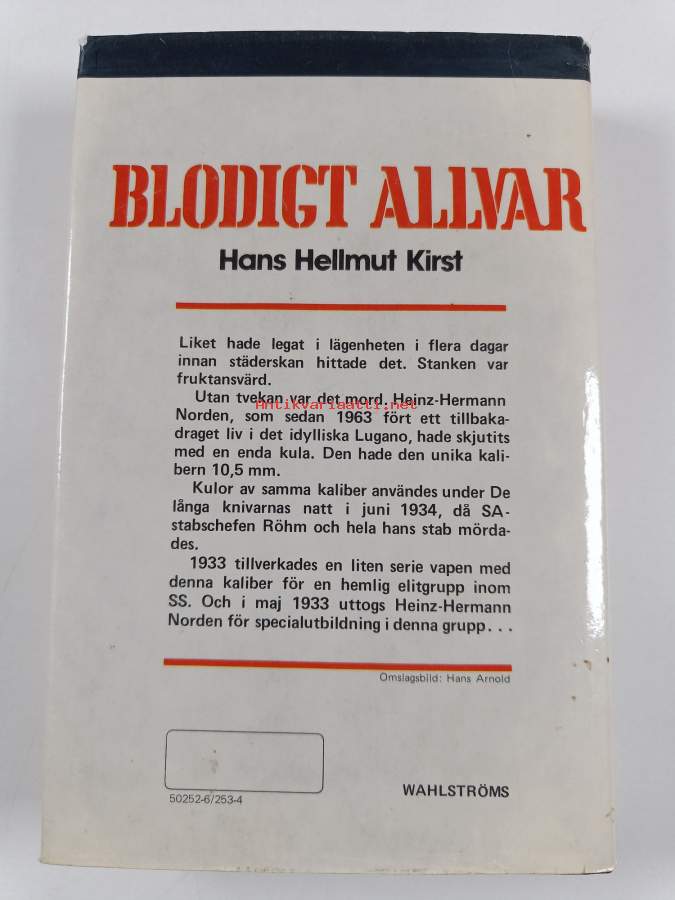 BLODIGT ALLVAR
Hans Hellmut Kirst
Liket hade legat i lägenheten i flera dagar
innan städerskan hittade det. Stanken var
fruktansvärd.
Utan tvekan var det mord. Heinz-Hermann
Antikvariaatti.net
Norden, som sedan 1963 fört ett tillbaka-
draget liv i det idylliska Lugano, hade skjutits
med en enda kula. Den hade den unika kali-
bern 10,5 mm.
Kulor av samma kaliber användes under De
långa knivarnas natt i juni 1934, då SA-
stabschefen Röhm och hela hans stab mörda-
des.
1933 tillverkades en liten serie vapen med
denna kaliber för en hemlig elitgrupp inom
SS. Och i maj 1933 uttogs Heinz-Hermann
Norden för specialutbildning i denna grupp...
Omslagsbild: Hans Arnold
50252-6/253-4
WAHLSTRÖMS